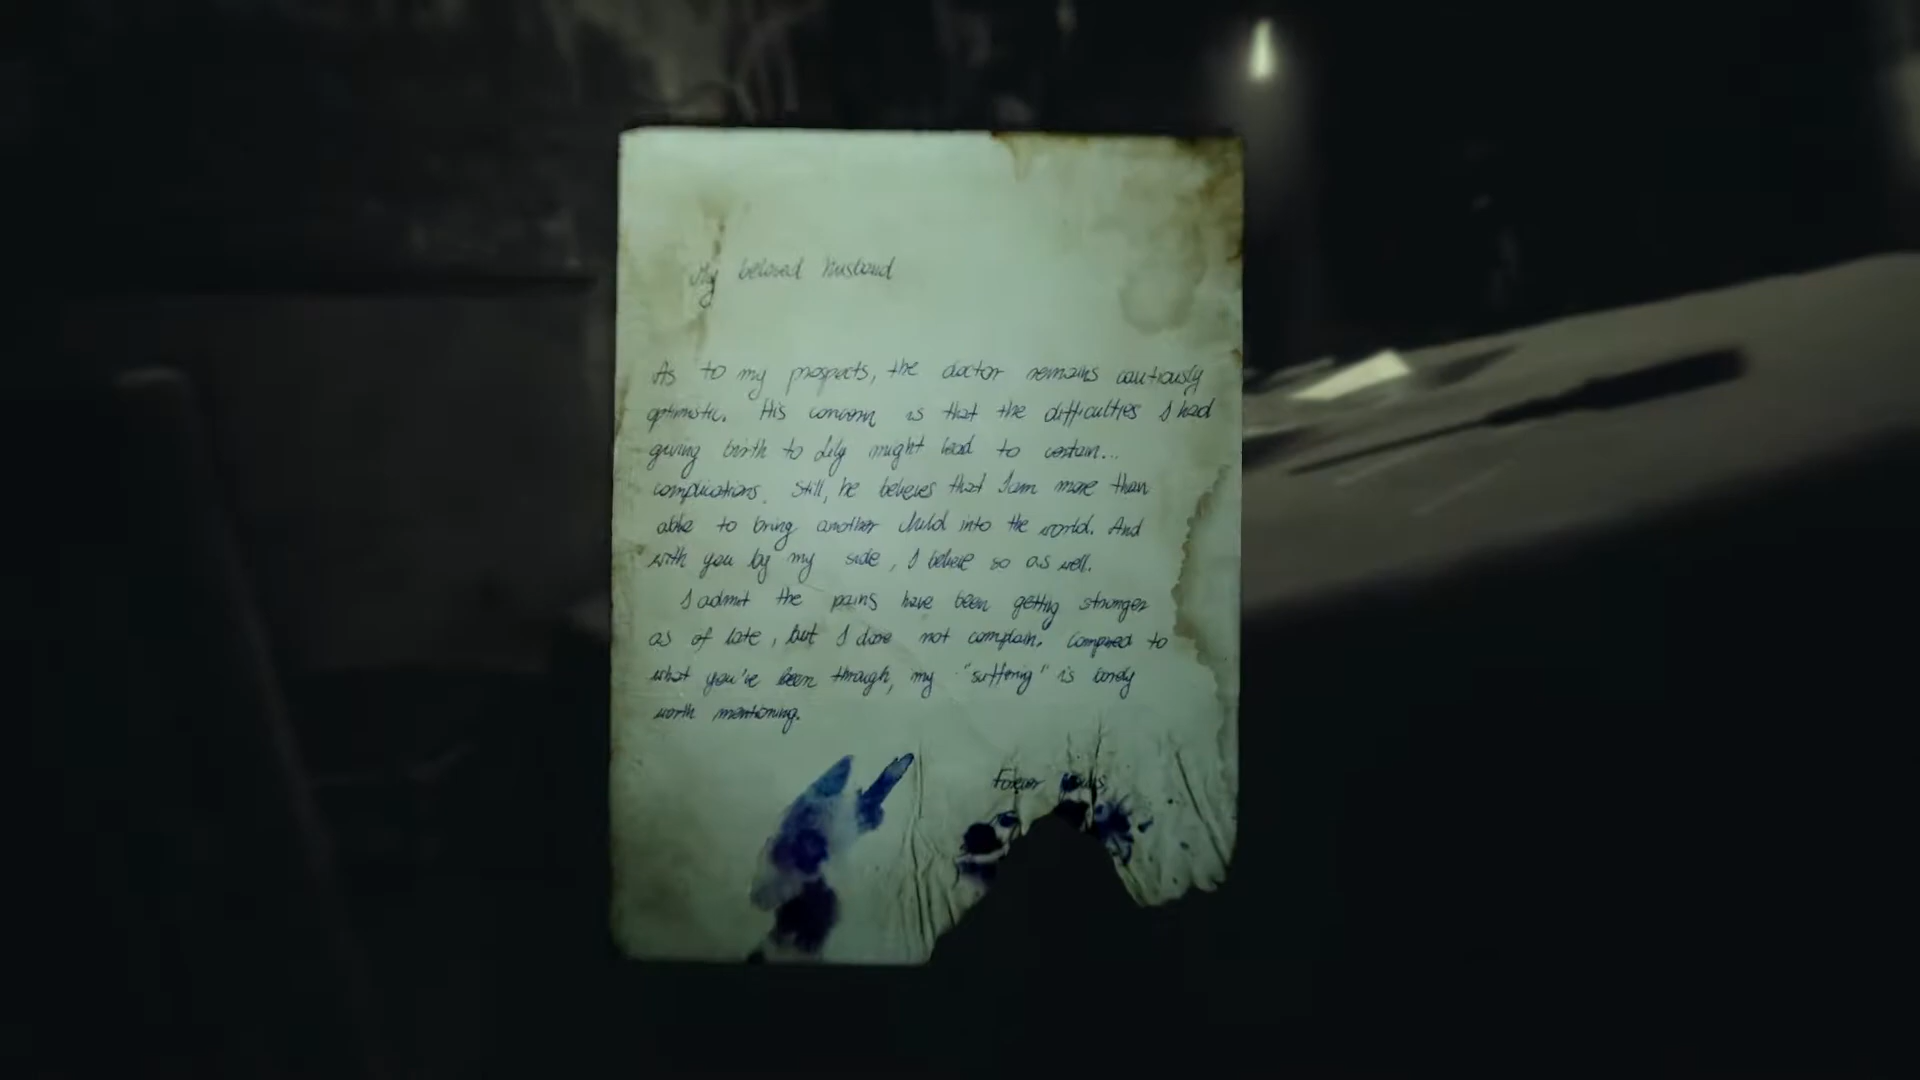 My beloved husband
As to my prospects, the doctor remains cautiously
optimistic. His concern is that the difficulties I had
giving birth to Lily might lead to certain...
complications. Still, he believes that I am more than
able to bring another child into the world. And
with you by my side, I believe so as well.
I admit the pains have been getting stronger
as of late, but I dare not complain. Compared to
what you've been through, my "suffering" is barely
worth mentioning.
Forever yours